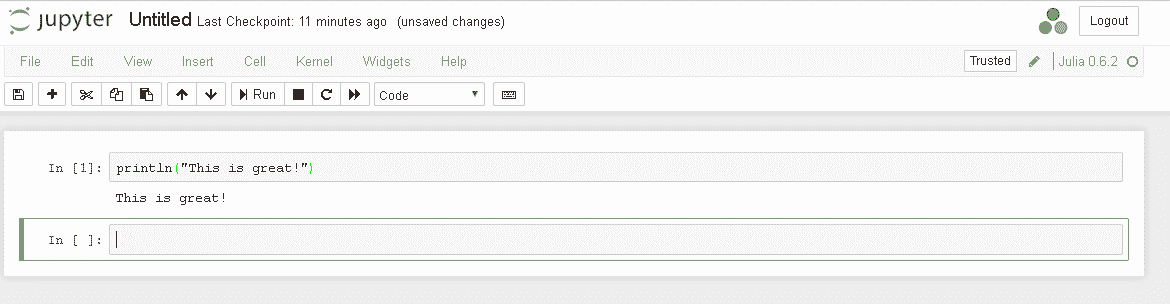 jupyter Untitled Last Checkpoint: 11 minutes ago (unsaved changes) Logout
File Edit View Insert Cell Kernel Widgets Help Trusted Julia 0.6.2
Run Code
In [1]: println("This is great!")
This is great!
In [ ]: